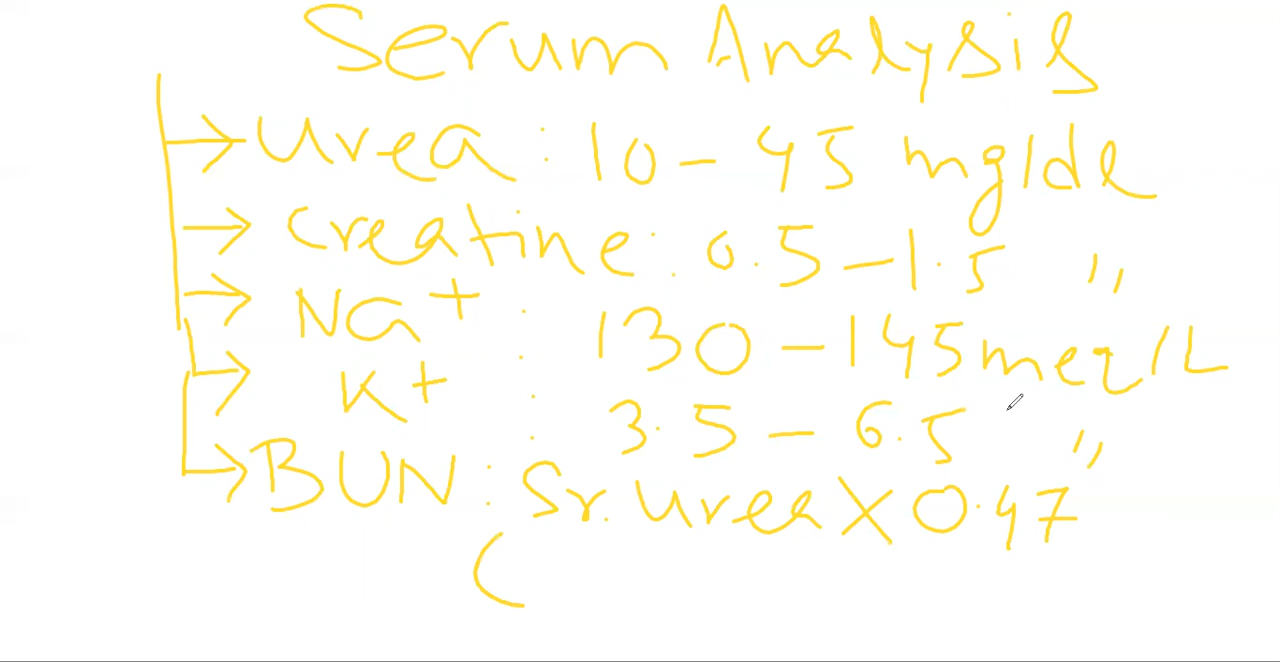 Serum Analysis
→ Urea : 10 - 45 mg/dl
→ Creatine : 0.5 - 1.5 "
→ Na+ : 130 - 145 meq/L
→ K+ : 3.5 - 6.5 "
→ BUN : Sr. Urea X 0.47
(